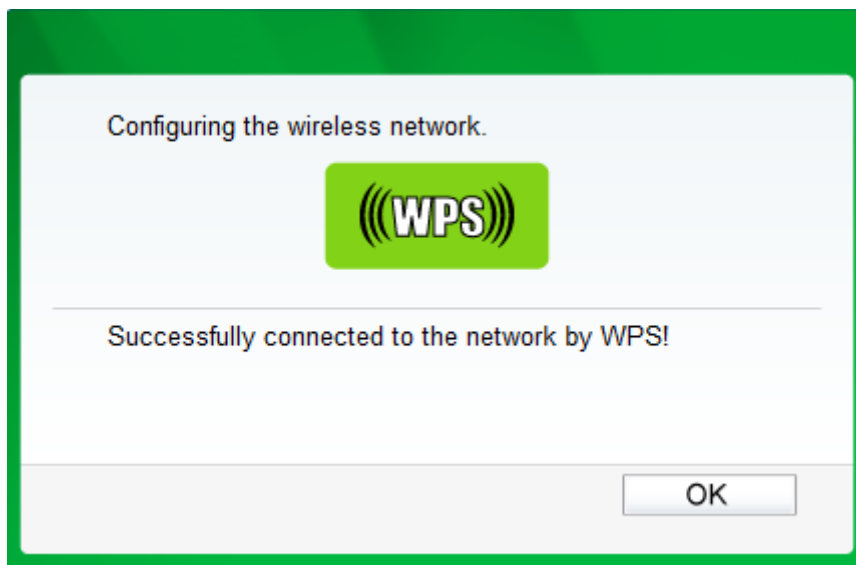 Configuring the wireless network.
WPS
Successfully connected to the network by WPS!
OK